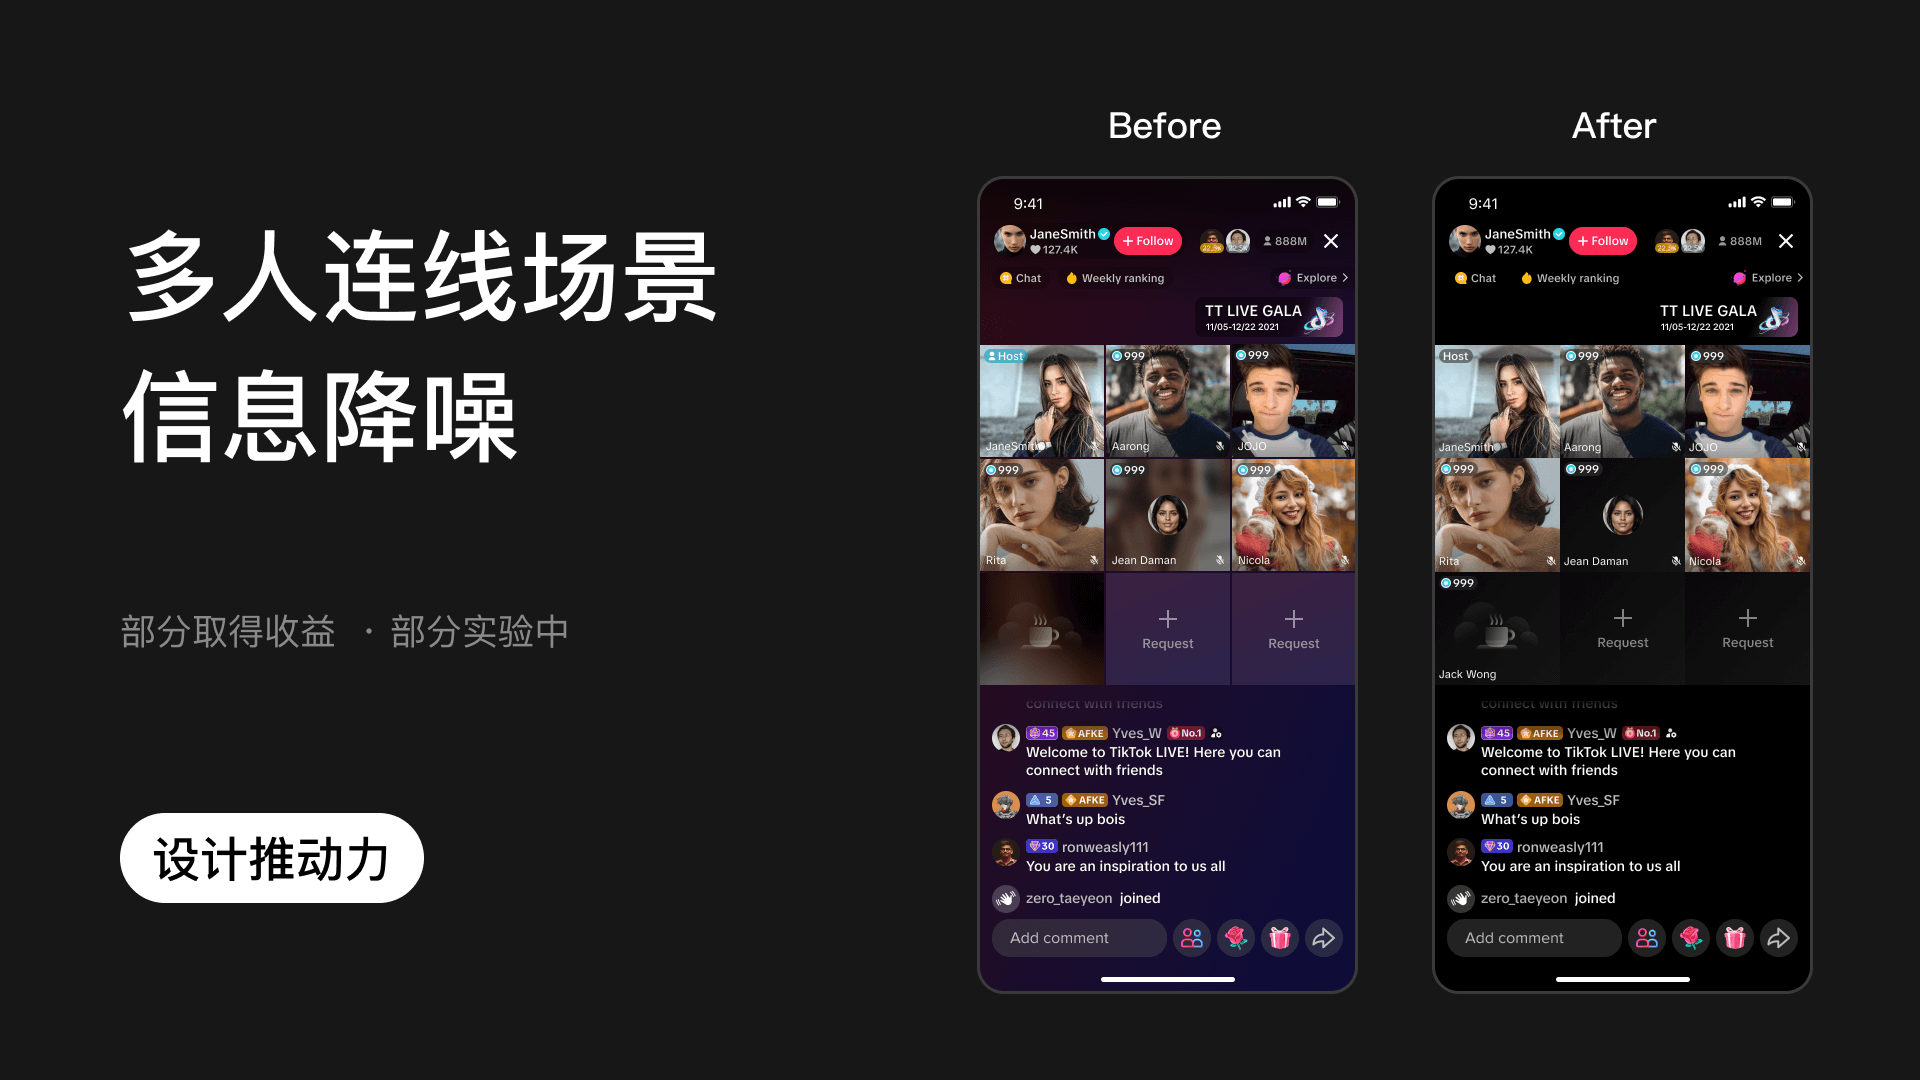 多人连线场景
信息降噪
部分取得收益 · 部分实验中
设计推动力
Before
9:41
JaneSmith
127.4K
+ Follow
888M
Chat
Weekly ranking
Explore
TT LIVE GALA
11/05-12/22 2021
Host
999
999
JaneSmith
Aarong
JOJO
999
999
999
Rita
Jean Daman
Nicola
Request
Request
connect with friends
45 AFKE Yves_W No.1
Welcome to TikTok LIVE! Here you can
connect with friends
5 AFKE Yves_SF
What's up bois
30 ronweasly111
You are an inspiration to us all
zero_taeyeon joined
Add comment
After
9:41
JaneSmith
127.4K
+ Follow
888M
Chat
Weekly ranking
Explore
TT LIVE GALA
11/05-12/22 2021
Host
999
999
JaneSmith
Aarong
JOJO
999
999
999
Rita
Jean Daman
Nicola
999
Request
Request
Jack Wong
connect with friends
45 AFKE Yves_W No.1
Welcome to TikTok LIVE! Here you can
connect with friends
5 AFKE Yves_SF
What's up bois
30 ronweasly111
You are an inspiration to us all
zero_taeyeon joined
Add comment